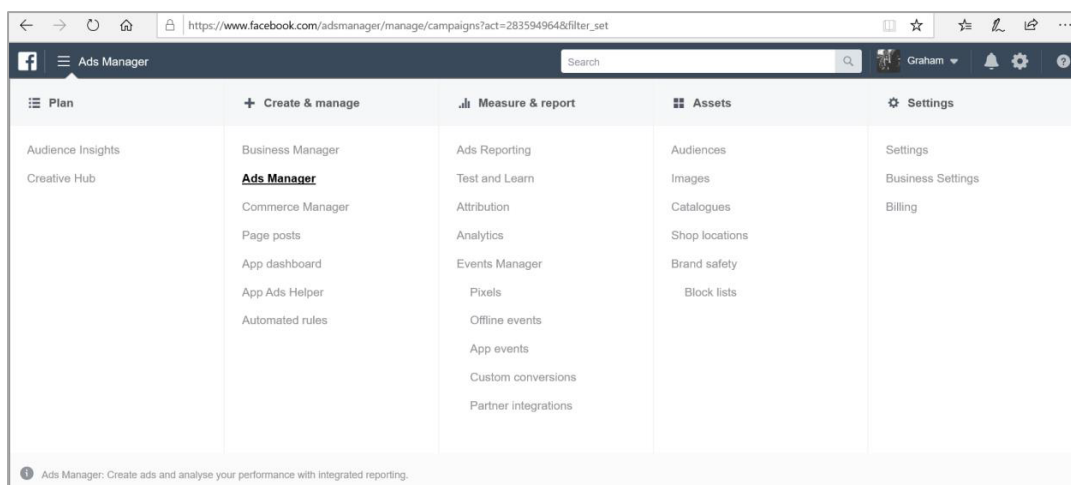 https://www.facebook.com/adsmanager/manage/campaigns?act=283594964&filter_set
f Ads Manager Search Graham
Plan
Audience Insights
Creative Hub
Create & manage
Business Manager
Ads Manager
Commerce Manager
Page posts
App dashboard
App Ads Helper
Automated rules
Measure & report
Ads Reporting
Test and Learn
Attribution
Analytics
Events Manager
Pixels
Offline events
App events
Custom conversions
Partner integrations
Assets
Audiences
Images
Catalogues
Shop locations
Brand safety
Block lists
Settings
Settings
Business Settings
Billing
Ads Manager: Create ads and analyse your performance with integrated reporting.